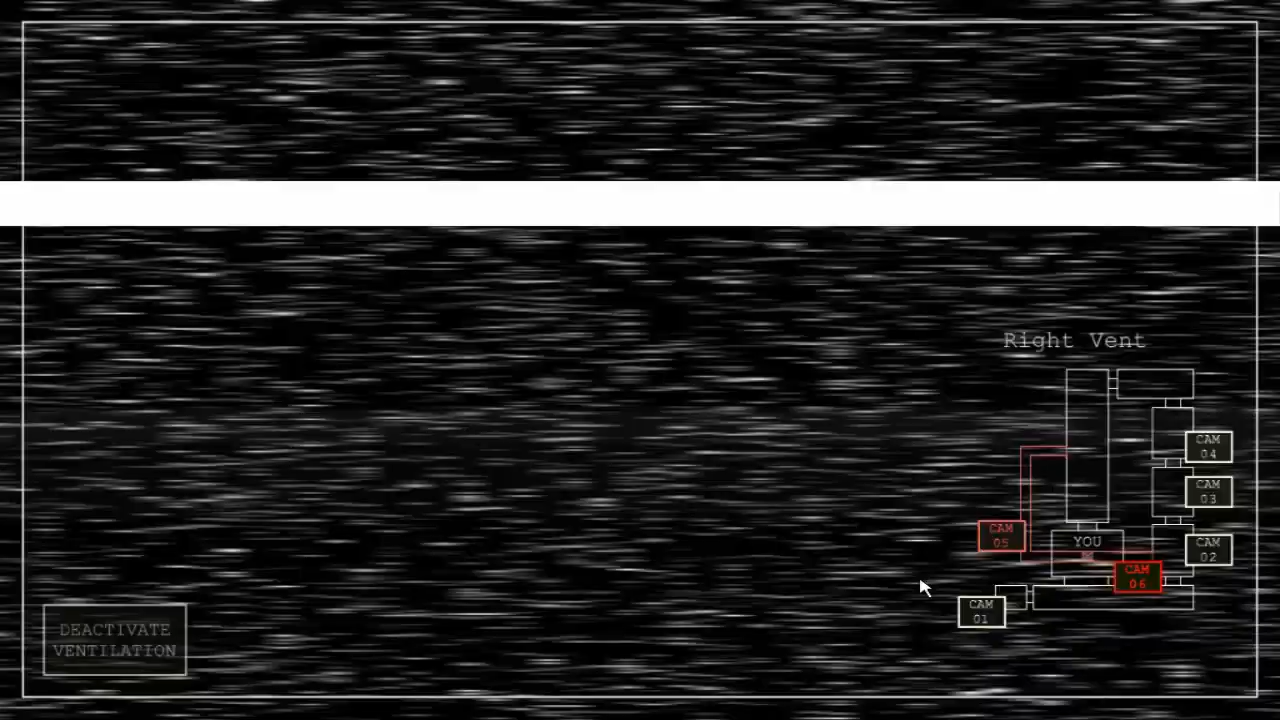 Right Vent
CAM
04
CAM
03
CAM
05
YOU
CAM
02
CAM
06
CAM
01
DEACTIVATE
VENTILATION